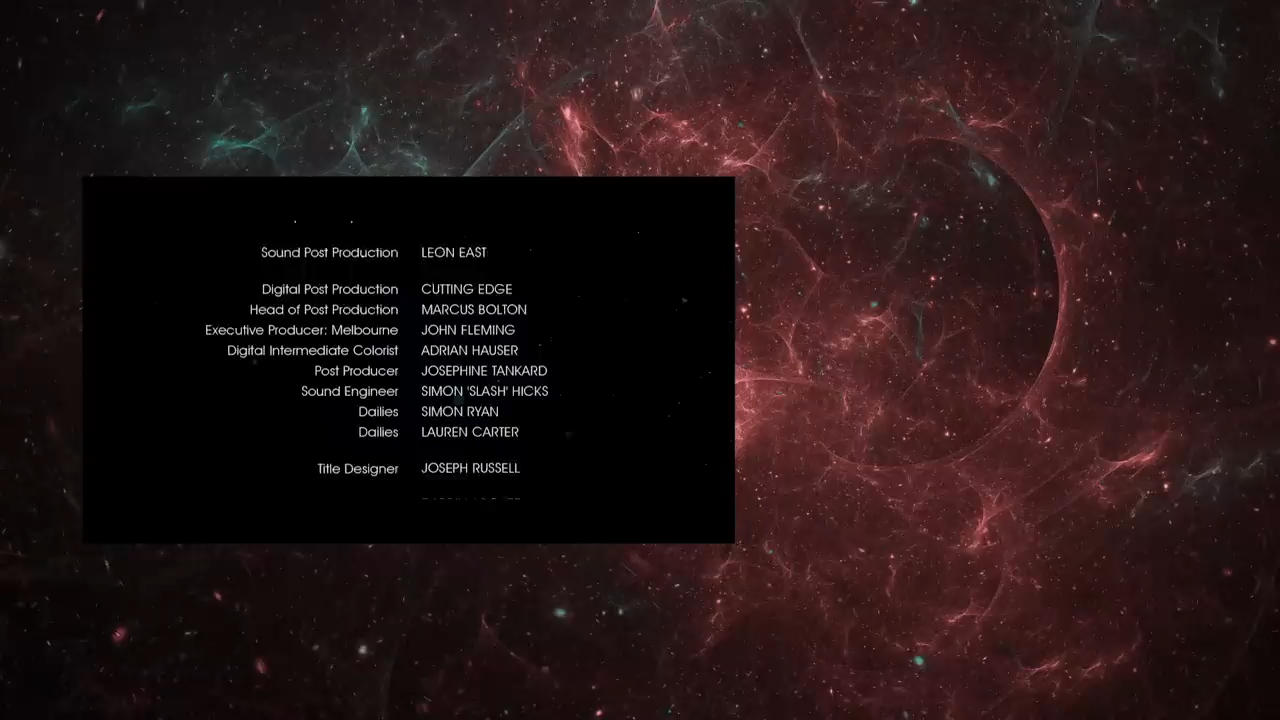 Sound Post Production LEON EAST
Digital Post Production CUTTING EDGE
Head of Post Production MARCUS BOLTON
Executive Producer: Melbourne JOHN FLEMING
Digital Intermediate Colorist ADRIAN HAUSER
Post Producer JOSEPHINE TANKARD
Sound Engineer SIMON 'SLASH' HICKS
Dailies SIMON RYAN
Dailies LAUREN CARTER
Title Designer JOSEPH RUSSELL